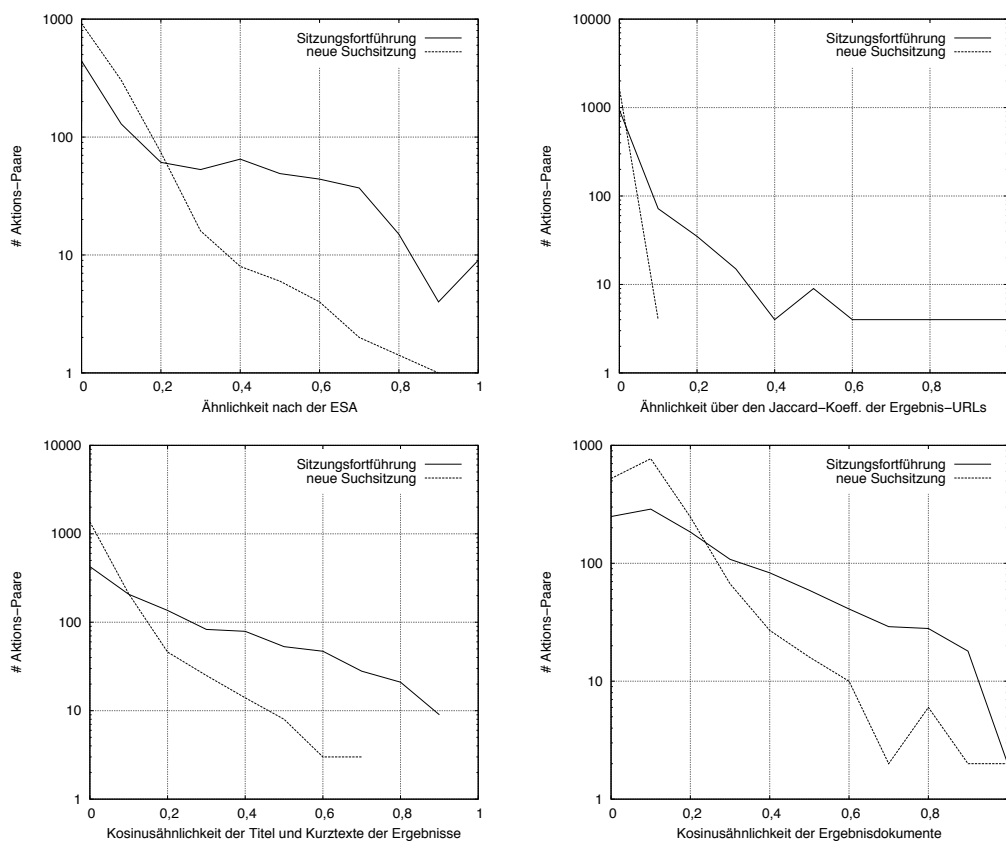 1000
100
10
1
0
0,2
0,4
0,6
0,8
1
# Aktions−Paare
Ähnlichkeit nach der ESA
Sitzungsfortführung
neue Suchsitzung
10000
1000
100
10
1
0
0,2
0,4
0,6
0,8
# Aktions−Paare
Ähnlichkeit über den Jaccard−Koeff. der Ergebnis−URLs
Sitzungsfortführung
neue Suchsitzung
10000
1000
100
10
1
0
0,2
0,4
0,6
0,8
1
# Aktions−Paare
Kosinusähnlichkeit der Titel und Kurztexte der Ergebnisse
Sitzungsfortführung
neue Suchsitzung
1000
100
10
1
0
0,2
0,4
0,6
0,8
# Aktions−Paare
Kosinusähnlichkeit der Ergebnisdokumente
Sitzungsfortführung
neue Suchsitzung